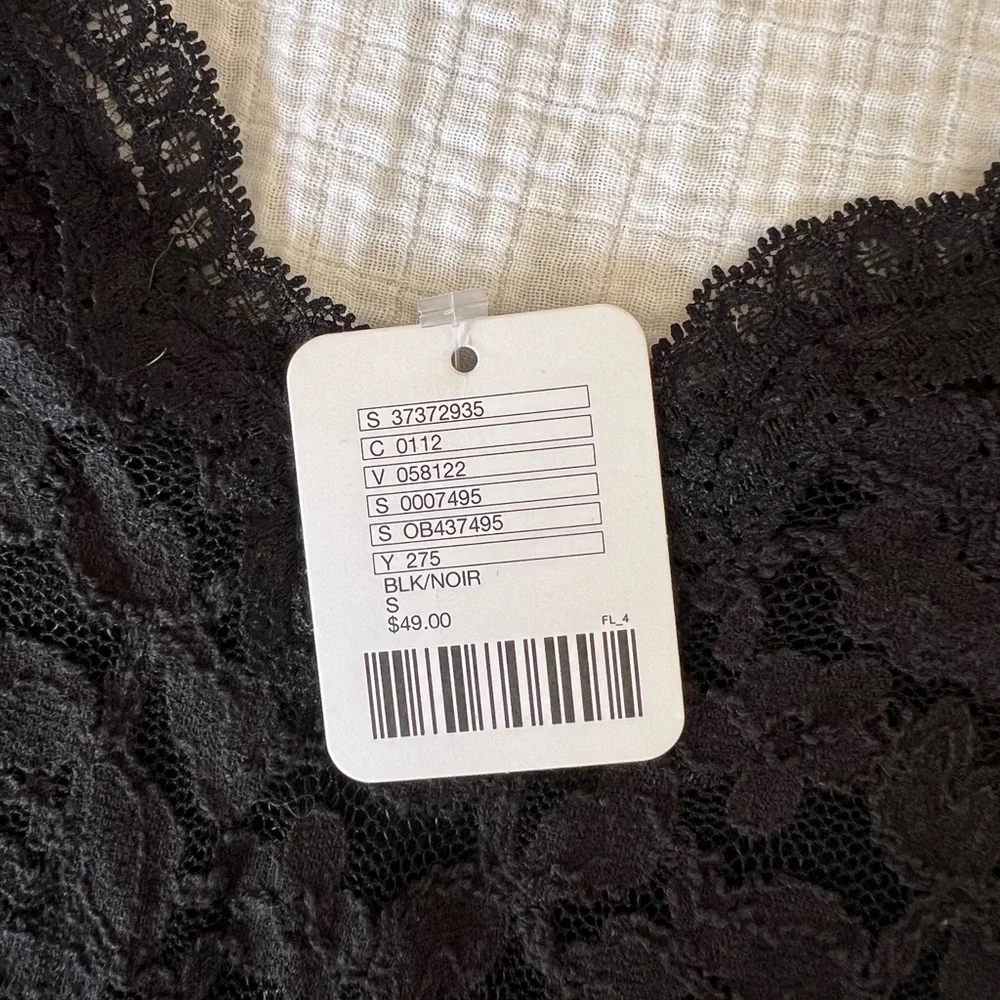 S 37372935
C 0112
V 058122
S 0007495
S OB437495
Y 275
BLK/NOIR
S
$49.00
FL_4